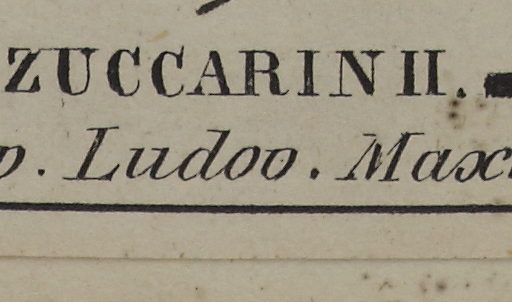 ZUCCARINII.
p. Ludoo. Max